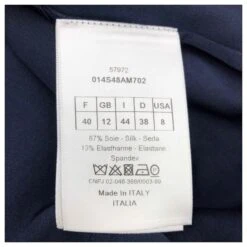 57972
014S48AM702
F GB I D USA
40 12 44 38 8
87% Soie - Silk - Seda
13% Elasthanne - Elastane
Spandex
Made In ITALY
ITALIA